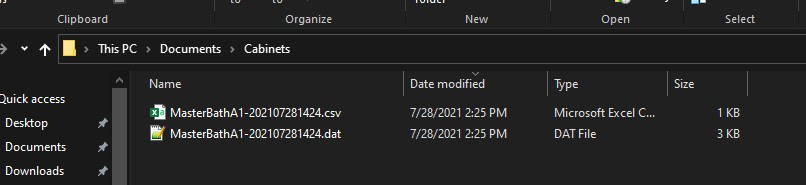 Clipboard Organize New Open Select
This PC > Documents > Cabinets
Name Date modified Type Size
Quick access
MasterBathA1-202107281424.csv 7/28/2021 2:25 PM Microsoft Excel C... 1 KB
Desktop
MasterBathA1-202107281424.dat 7/28/2021 2:25 PM DAT File 3 KB
Documents
Downloads